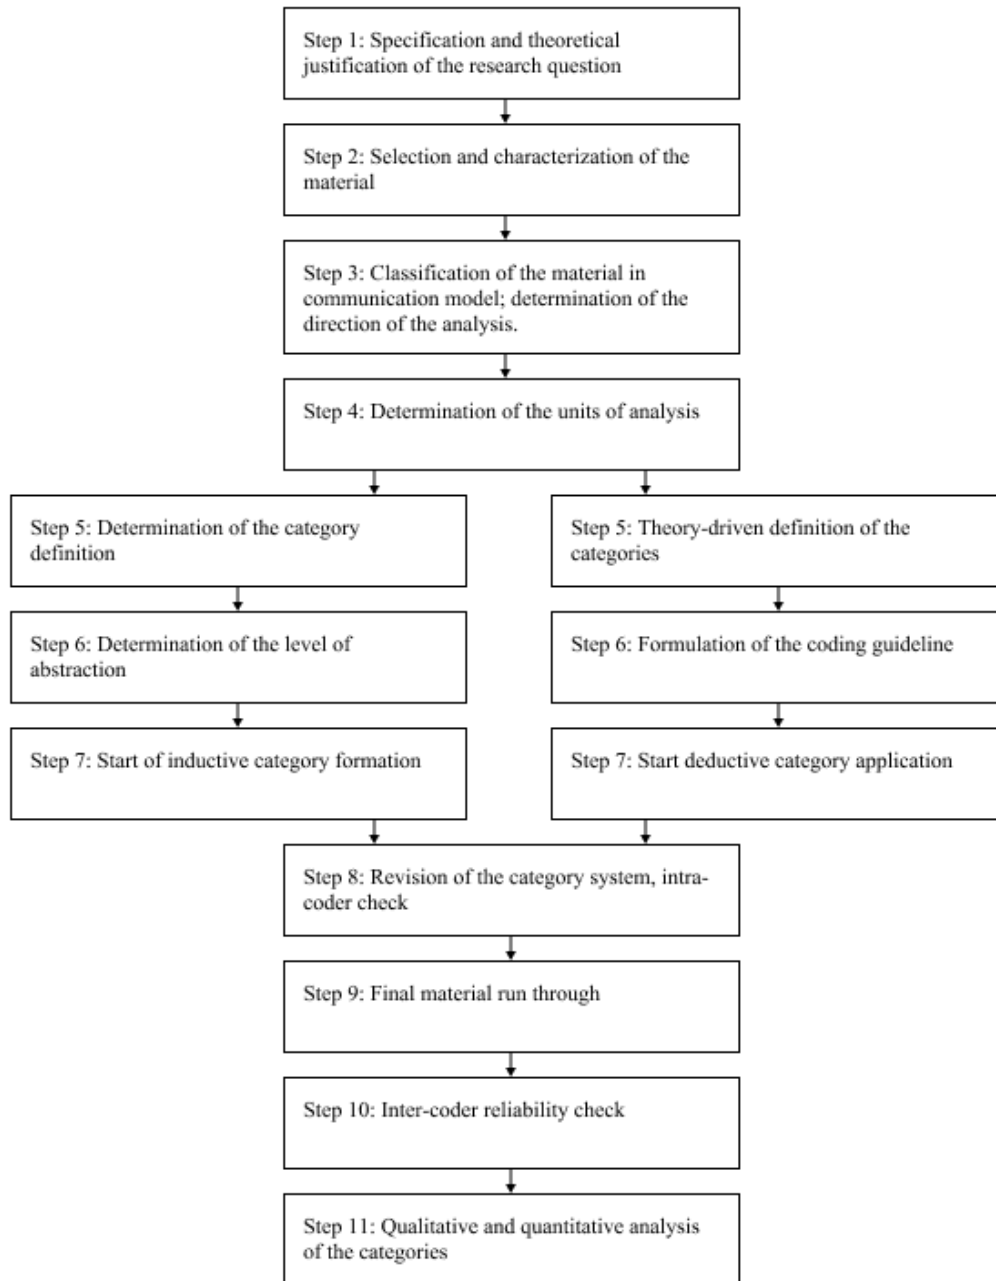 Step 1: Specification and theoretical
justification of the research question
Step 2: Selection and characterization of the
material
Step 3: Classification of the material in
communication model; determination of the
direction of the analysis.
Step 4: Determination of the units of analysis
Step 5: Determination of the category
definition
Step 6: Determination of the level of
abstraction
Step 7: Start of inductive category formation
Step 5: Theory-driven definition of the
categories
Step 6: Formulation of the coding guideline
Step 7: Start deductive category application
Step 8: Revision of the category system, intra-
coder check
Step 9: Final material run through
Step 10: Inter-coder reliability check
Step 11: Qualitative and quantitative analysis
of the categories